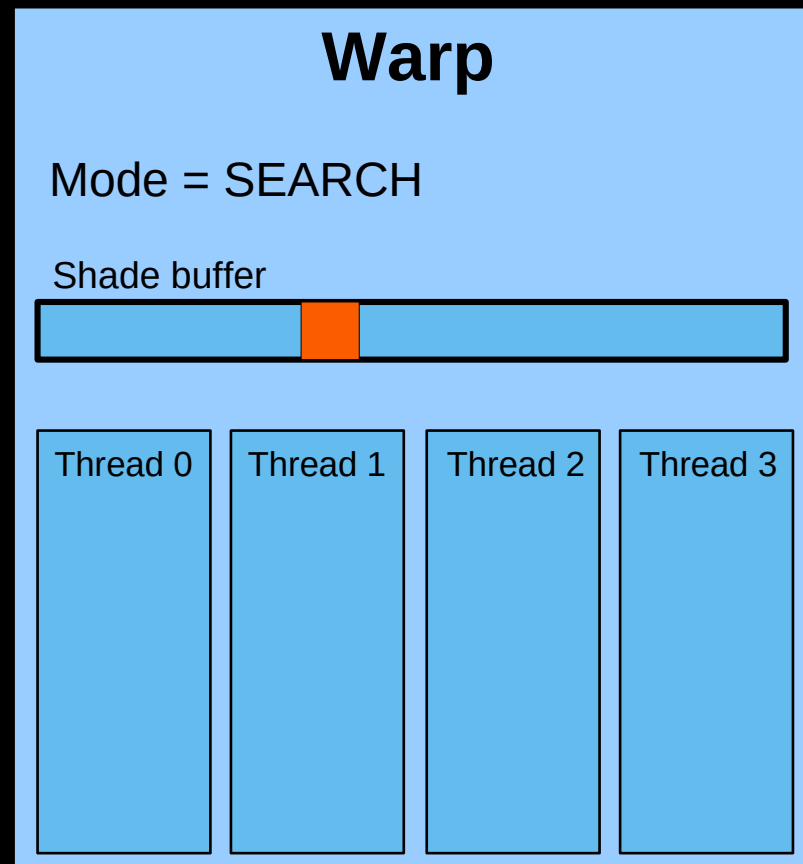 Warp
Mode = SEARCH
Shade buffer
Thread 0 Thread 1 Thread 2 Thread 3